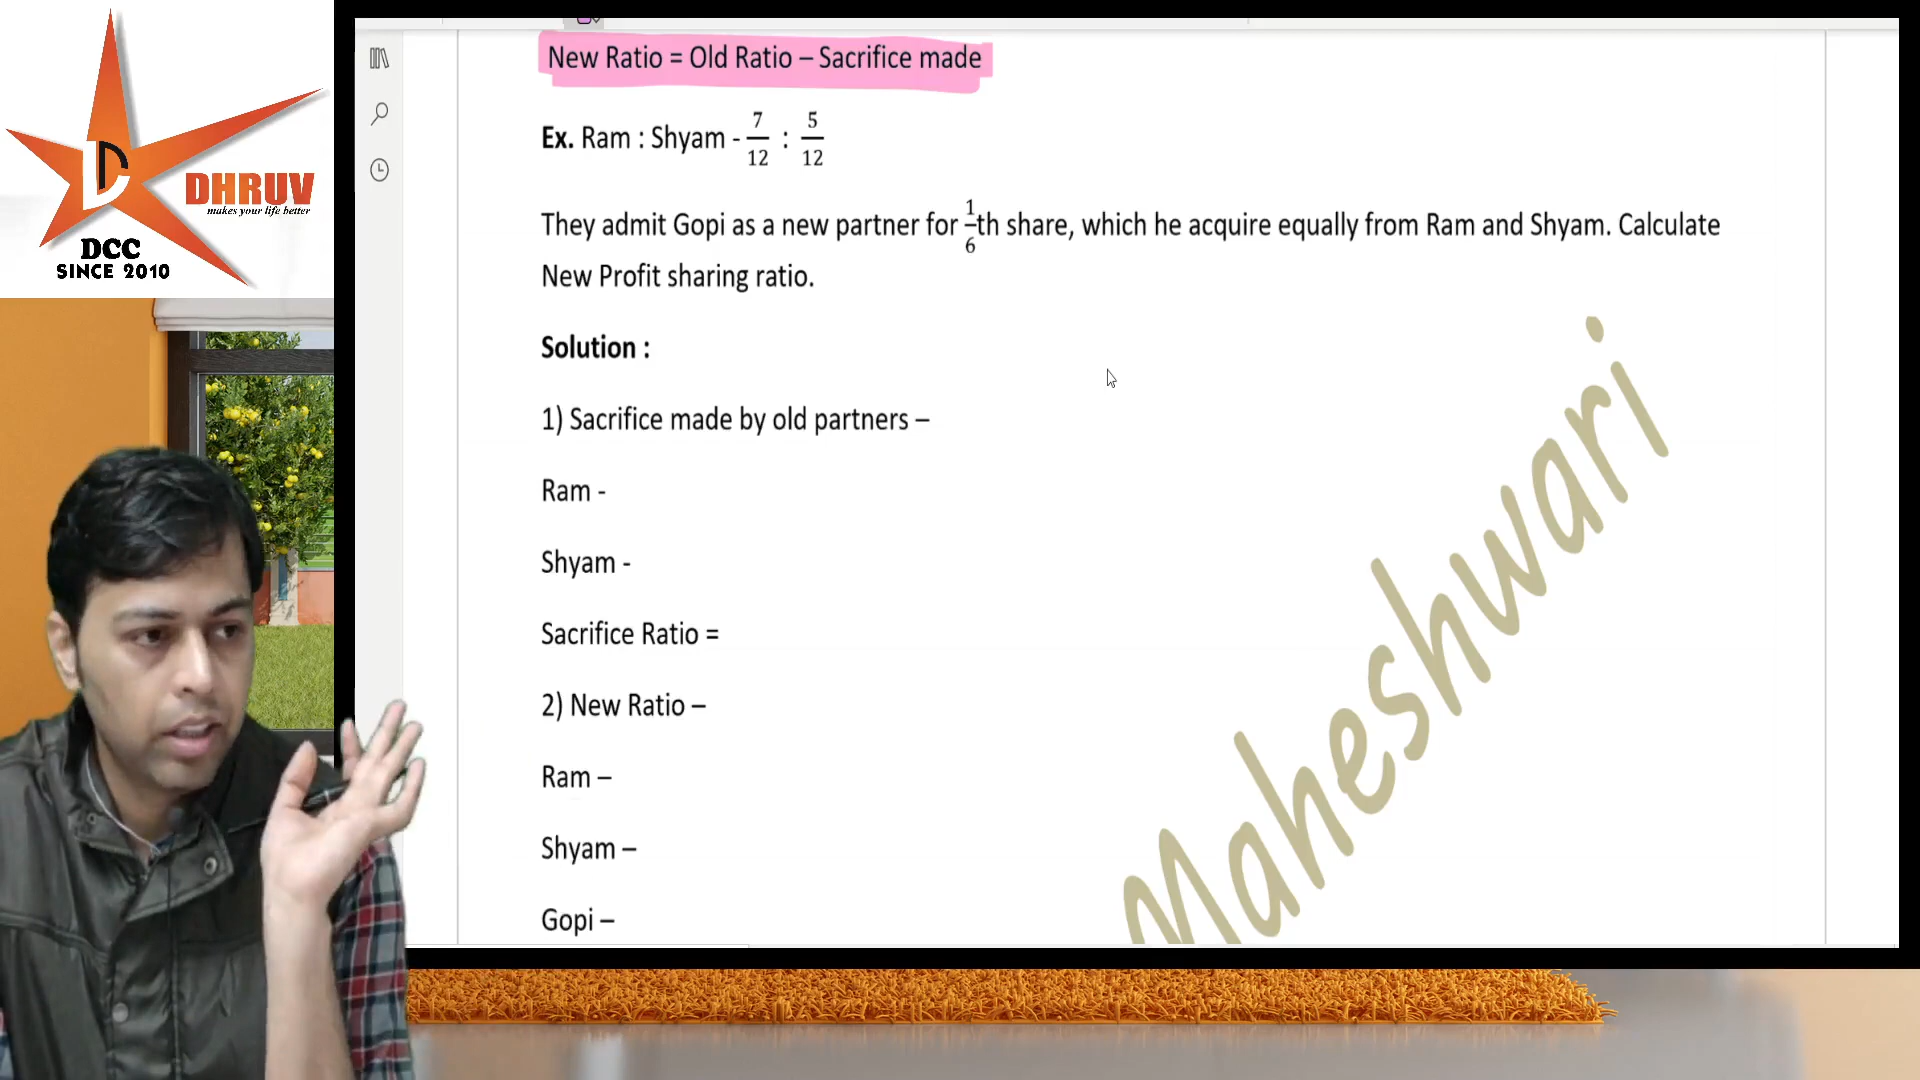 DHRUV
makes your life better
DCC
SINCE 2010
New Ratio = Old Ratio – Sacrifice made
Ex. Ram : Shyam - 7/12 : 5/12
They admit Gopi as a new partner for 1/6th share, which he acquire equally from Ram and Shyam. Calculate
New Profit sharing ratio.
Solution :
1) Sacrifice made by old partners –
Ram -
Shyam -
Sacrifice Ratio =
2) New Ratio –
Ram –
Shyam –
Gopi –
Maheshwari